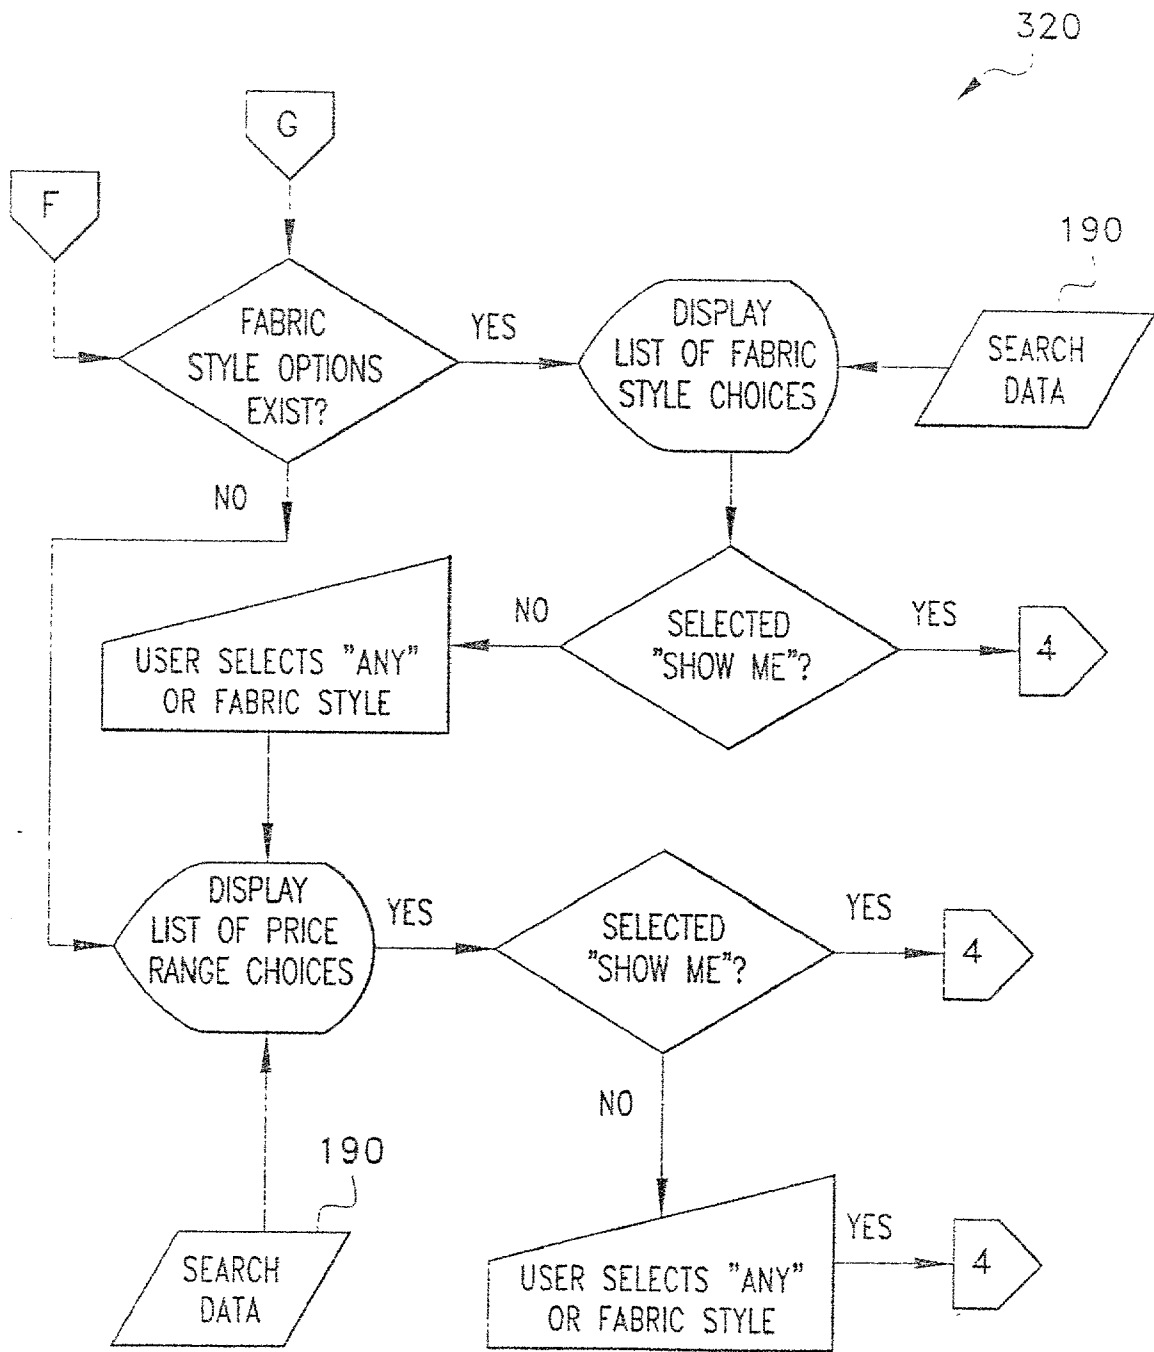 320
G
F
190
FABRIC
STYLE OPTIONS
EXIST?
YES
DISPLAY
LIST OF FABRIC
STYLE CHOICES
SEARCH
DATA
NO
USER SELECTS "ANY"
OR FABRIC STYLE
NO
SELECTED
"SHOW ME"?
YES
4
DISPLAY
LIST OF PRICE
RANGE CHOICES
YES
SELECTED
"SHOW ME"?
YES
4
NO
190
SEARCH
DATA
USER SELECTS "ANY"
OR FABRIC STYLE
YES
4